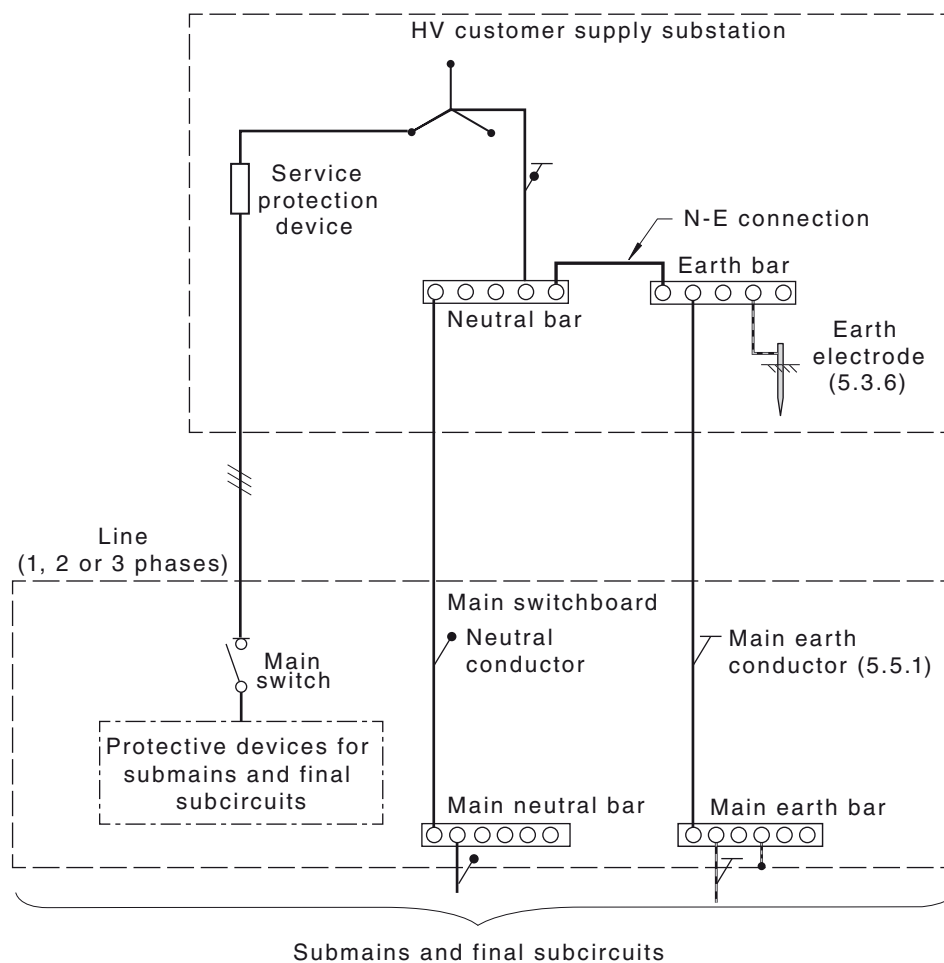 HV customer supply substation
Service
protection
device
N-E connection
Earth bar
Neutral bar
Earth
electrode
(5.3.6)
Line
(1, 2 or 3 phases)
Main switchboard
Neutral
conductor
Main earth
conductor (5.5.1)
Main
switch
Protective devices for
submains and final
subcircuits
Main neutral bar
Main earth bar
Submains and final subcircuits